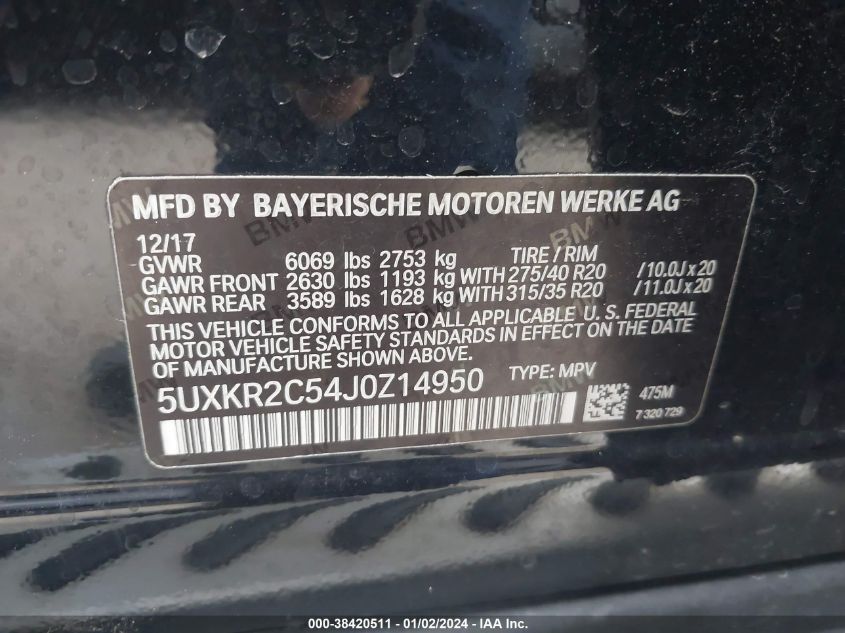 MFD BY BAYERISCHE MOTOREN WERKE AG
12/17
GVWR 6069 lbs 2753 kg TIRE / RIM
GAWR FRONT 2630 lbs 1193 kg WITH 275/40 R20 /10.0J x 20
GAWR REAR 3589 lbs 1628 kg WITH 315/35 R20 /11.0J x 20
THIS VEHICLE CONFORMS TO ALL APPLICABLE U. S. FEDERAL
MOTOR VEHICLE SAFETY STANDARDS IN EFFECT ON THE DATE
OF MANUFACTURE SHOWN ABOVE
5UXKR2C54J0Z14950 TYPE: MPV
475M
7 320 729
000-38420511 - 01/02/2024 - IAA Inc.